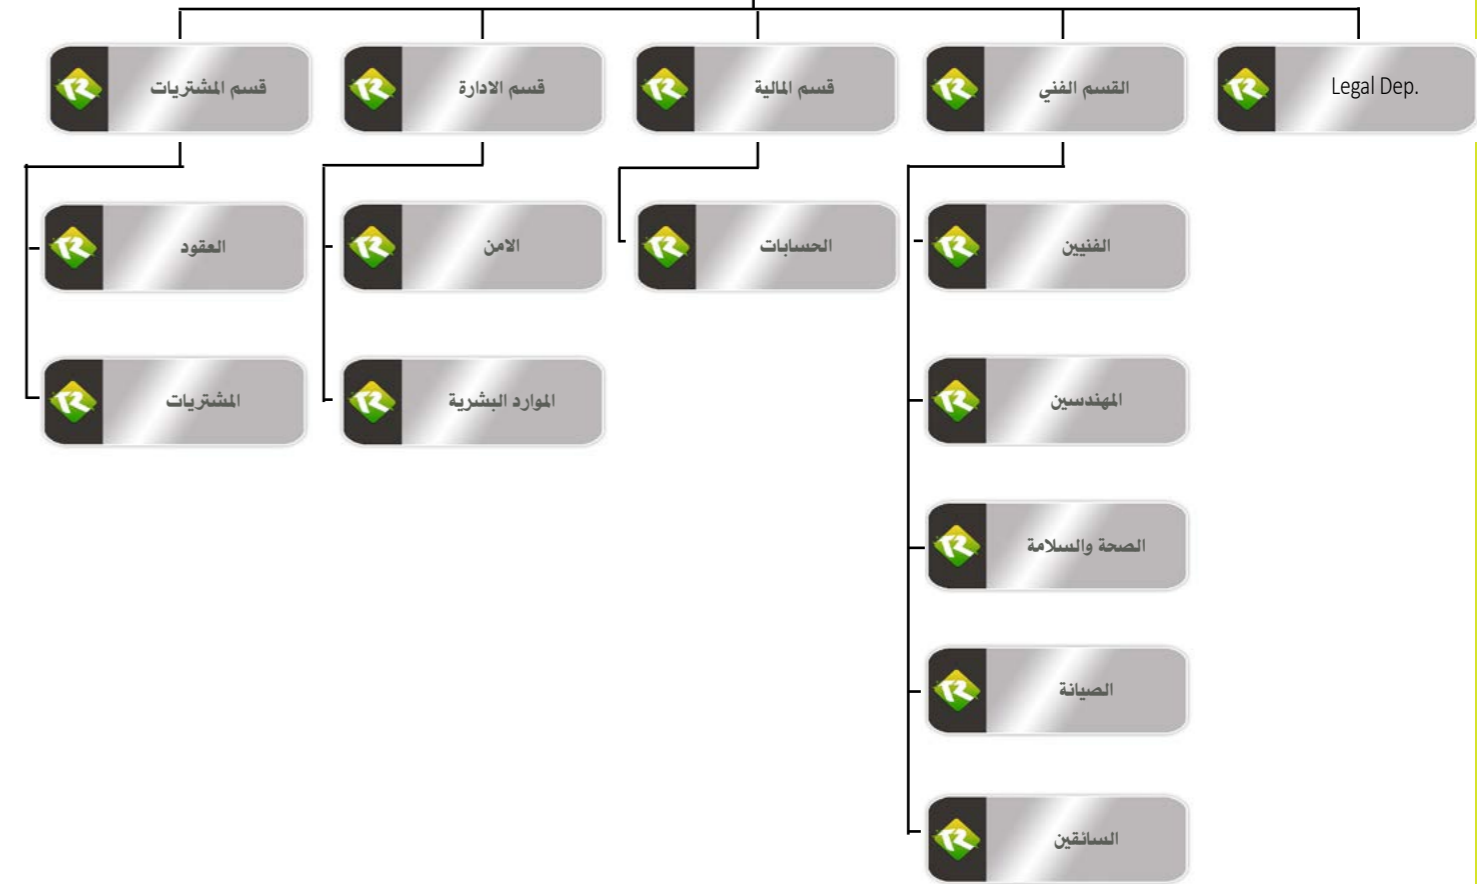 قسم المشتريات
قسم الادارة
قسم المالية
القسم الفني
Legal Dep.
العقود
الامن
الحسابات
الفنيين
المشتريات
الموارد البشرية
المهندسين
الصحة والسلامة
الصيانة
السائقين